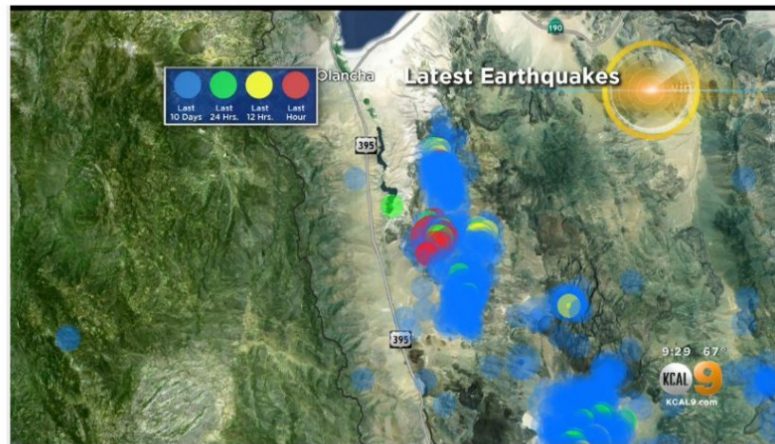 190
Olancha
Latest Earthquakes
Last
10 Days
Last
24 Hrs.
Last
12 Hrs.
Last
Hour
395
395
9:29 67°
KCAL 9
KCAL9.com